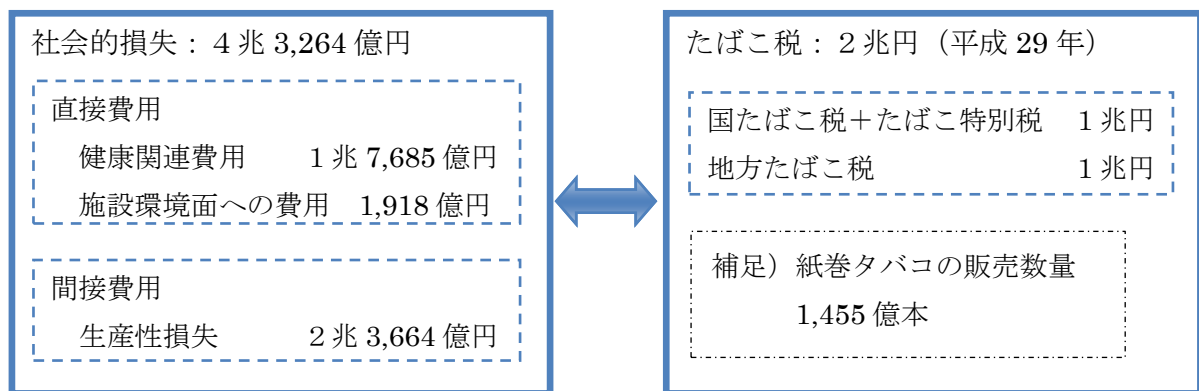 社会的損失：４兆 3,264 億円
直接費用
健康関連費用　１兆 7,685 億円
施設環境面への費用　1,918 億円
間接費用
生産性損失　２兆 3,664 億円
たばこ税：２兆円（平成 29 年）
国たばこ税＋たばこ特別税　１兆円
地方たばこ税　１兆円
補足）紙巻タバコの販売数量
1,455 億本